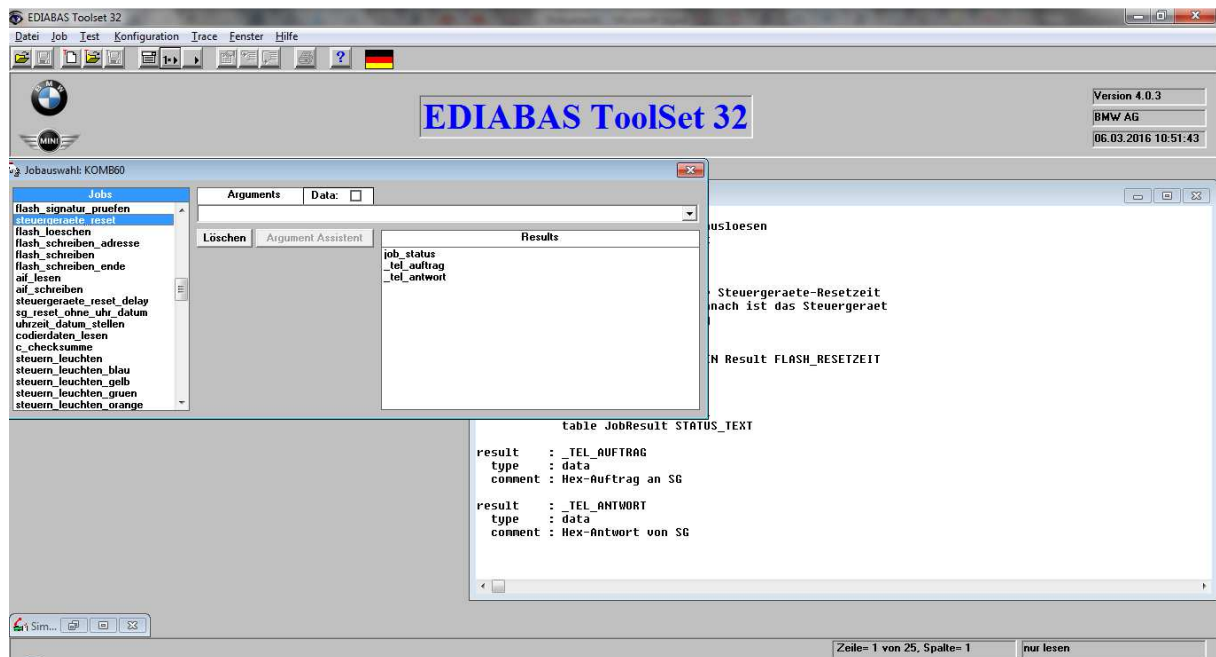 EDIABAS Toolset 32
Datei Job Test Konfiguration Trace Fenster Hilfe
BMW
MINI
EDIABAS ToolSet 32
Version 4.0.3
BMW AG
06.03.2016 10:51:43
Jobauswahl: KOMB60
Jobs
flash_signatur_pruefen
steuergeraete_reset
flash_loeschen
flash_schreiben_adresse
flash_schreiben
flash_schreiben_ende
aif_lesen
aif_schreiben
steuergeraete_reset_delay
sg_reset_ohne_uhr_datum
uhrzeit_datum_stellen
codierdaten_lesen
c_checksumme
steuern_leuchten
steuern_leuchten_blau
steuern_leuchten_gelb
steuern_leuchten_gruen
steuern_leuchten_orange
Arguments Data:
Löschen Argument Assistent
Results
job_status
_tel_auftrag
_tel_antwort
usloesen
Steuergeraete-Resetzeit
nach ist das Steuergeraet
N Result FLASH_RESETZEIT
table JobResult STATUS_TEXT
result : _TEL_AUFTRAG
type : data
comment : Hex-Auftrag an SG
result : _TEL_ANTWORT
type : data
comment : Hex-Antwort von SG
Sim...
Zeile= 1 von 25, Spalte= 1 nur lesen